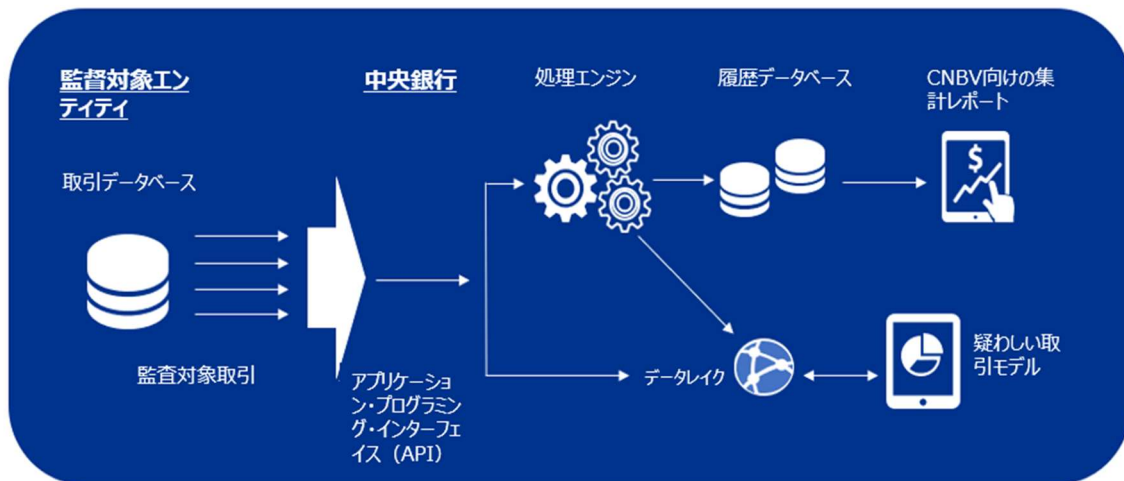 監督対象エン
ティティ
中央銀行
処理エンジン
履歴データベース
CNBV向けの集
計レポート
取引データベース
$
監査対象取引
アプリケーショ
ン・プログラミン
グ・インターフェ
イス（API）
データレイク
疑わしい取
引モデル